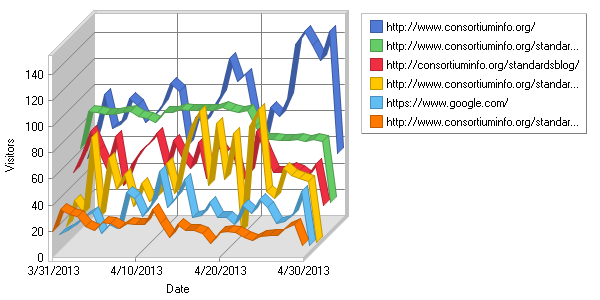 http://www.consortiuminfo.org/
http://www.consortiuminfo.org/standar...
http://consortiuminfo.org/standardsblog/
http://www.consortiuminfo.org/standar...
https://www.google.com/
http://www.consortiuminfo.org/standar...
Visitors
140
120
100
80
60
40
20
0
3/31/2013 4/10/2013 4/20/2013 4/30/2013
Date